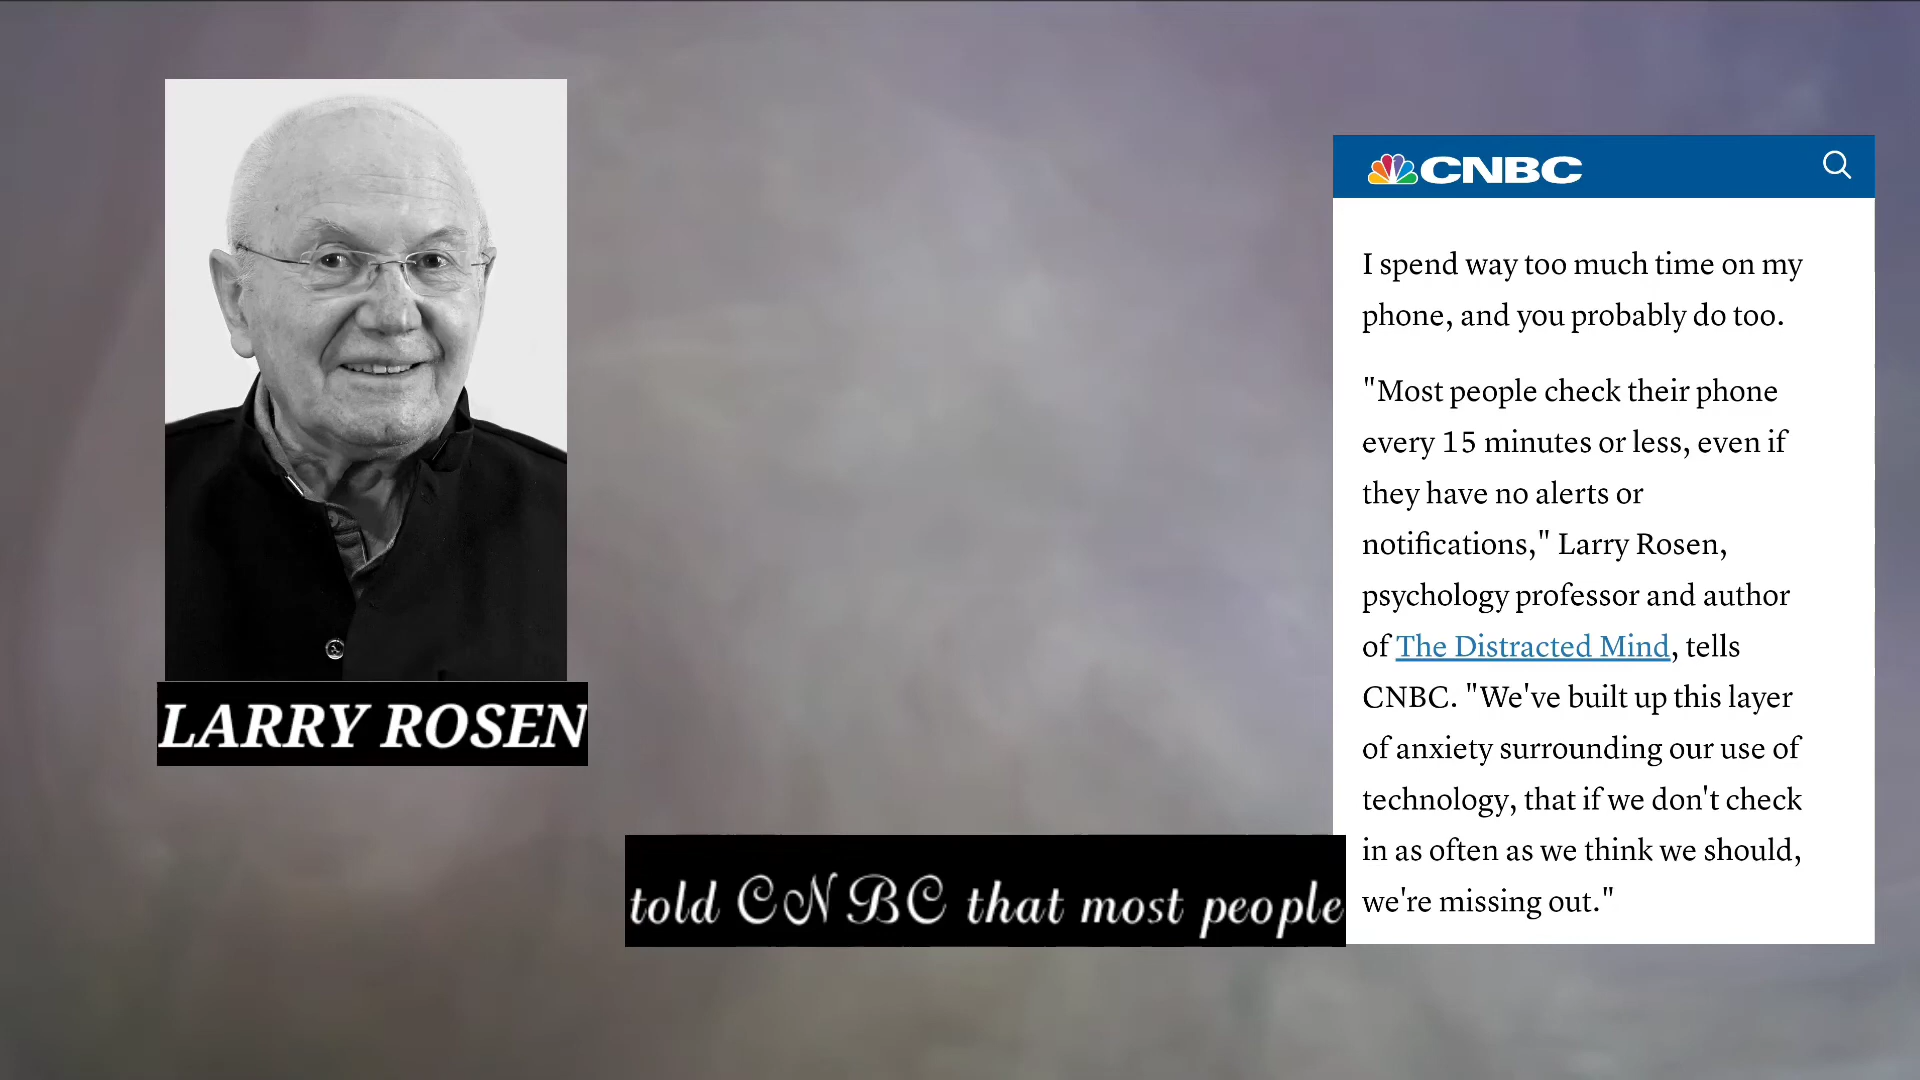 LARRY ROSEN
told CNBC that most people
CNBC
I spend way too much time on my
phone, and you probably do too.
"Most people check their phone
every 15 minutes or less, even if
they have no alerts or
notifications," Larry Rosen,
psychology professor and author
of The Distracted Mind, tells
CNBC. "We've built up this layer
of anxiety surrounding our use of
technology, that if we don't check
in as often as we think we should,
we're missing out."